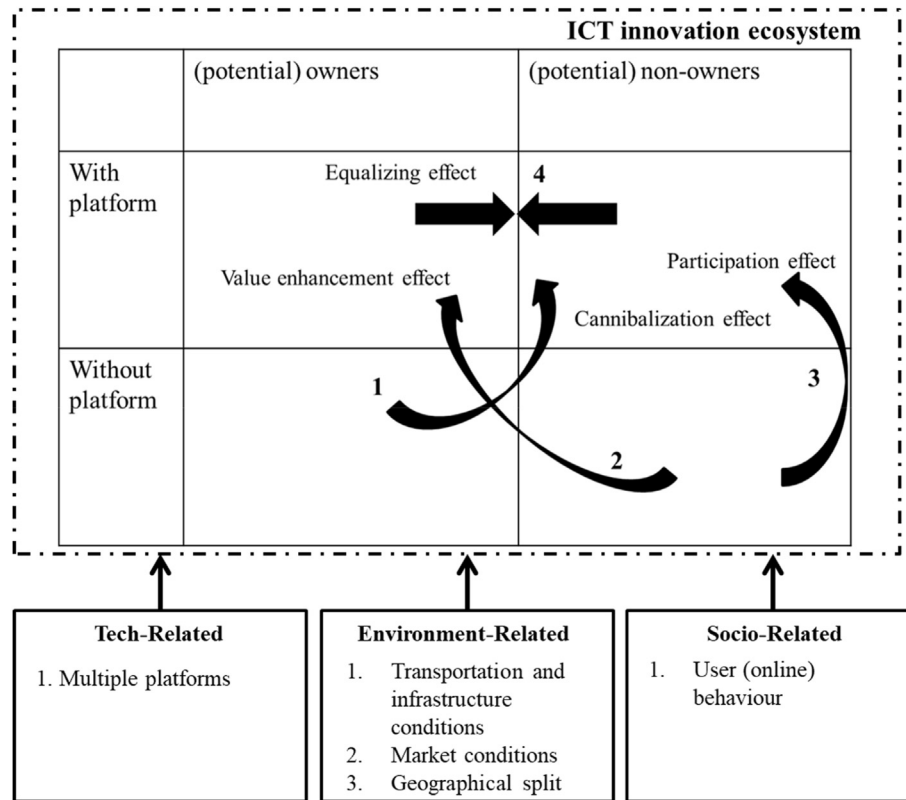 ICT innovation ecosystem
(potential) owners
(potential) non-owners
With
platform
Equalizing effect
4
Value enhancement effect
Participation effect
Cannibalization effect
Without
platform
1
2
3
Tech-Related
1. Multiple platforms
Environment-Related
1. Transportation and
infrastructure
conditions
2. Market conditions
3. Geographical split
Socio-Related
1. User (online)
behaviour